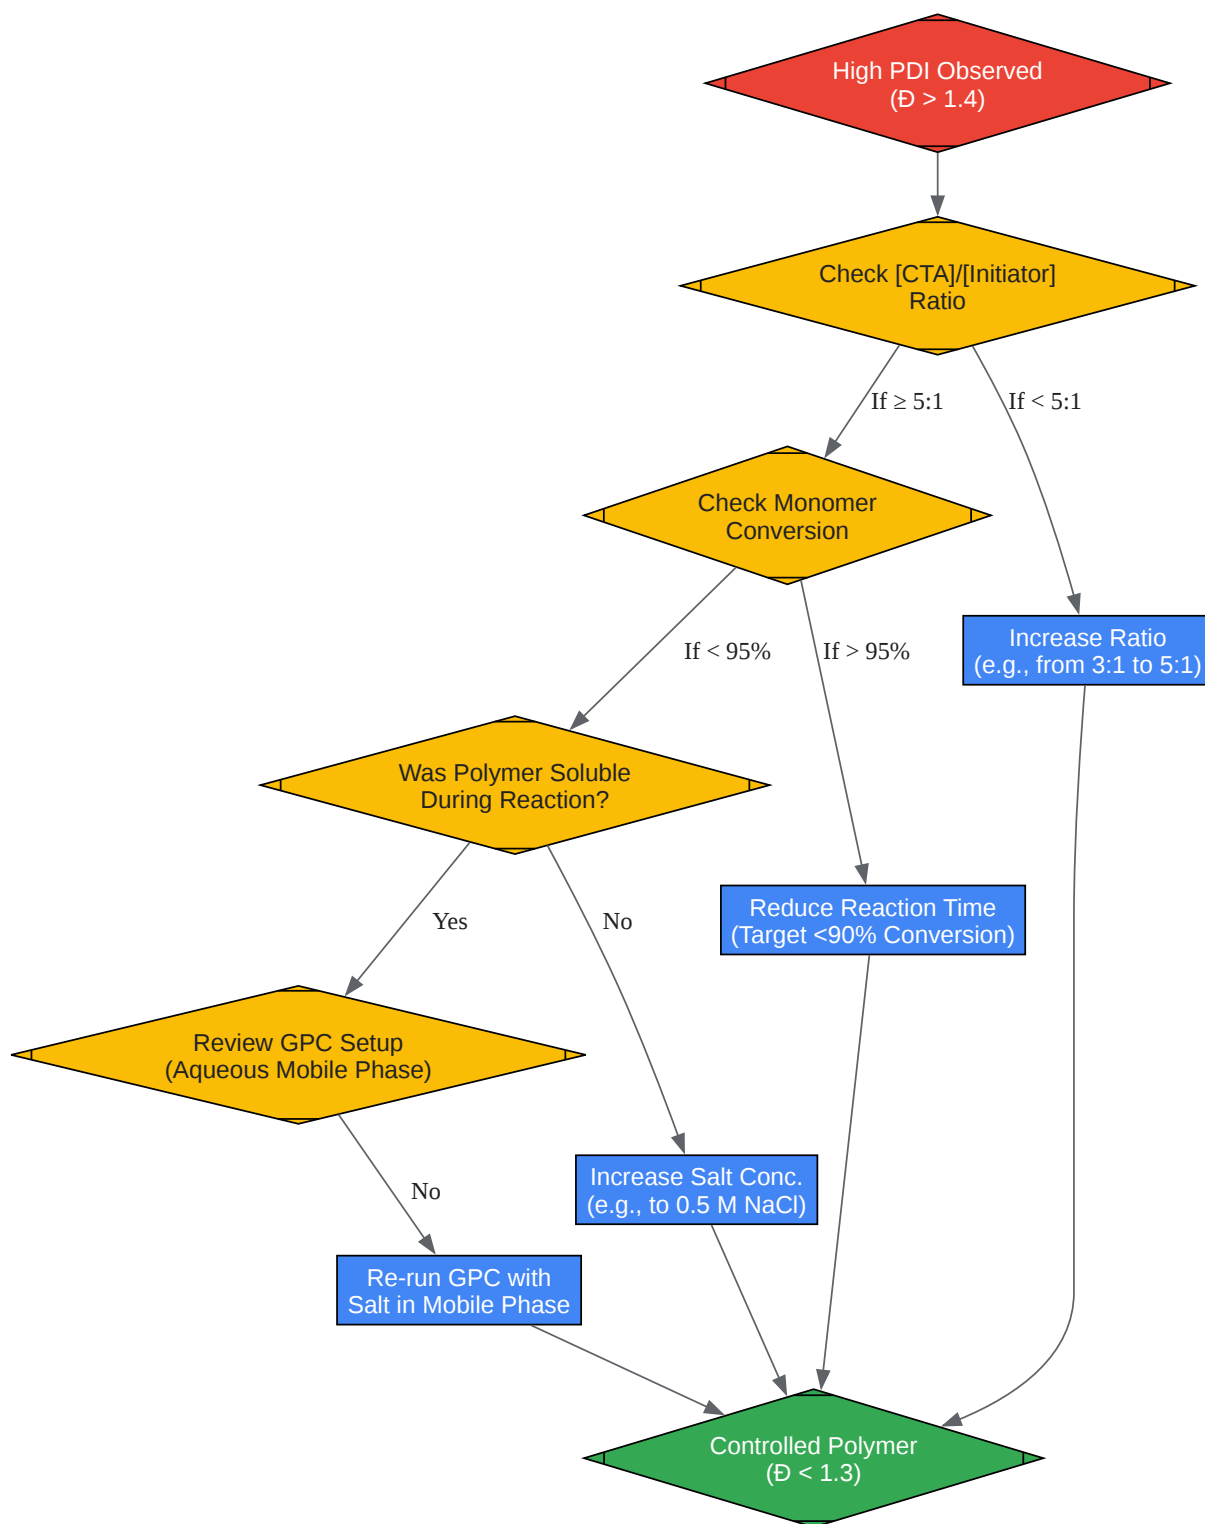 High PDI Observed
(Đ > 1.4)
Check [CTA]/[Initiator]
Ratio
If ≥ 5:1
If < 5:1
Check Monomer
Conversion
Increase Ratio
(e.g., from 3:1 to 5:1)
If < 95%
If > 95%
Was Polymer Soluble
During Reaction?
Reduce Reaction Time
(Target <90% Conversion)
Yes
No
Review GPC Setup
(Aqueous Mobile Phase)
Increase Salt Conc.
(e.g., to 0.5 M NaCl)
No
Re-run GPC with
Salt in Mobile Phase
Controlled Polymer
(Đ < 1.3)